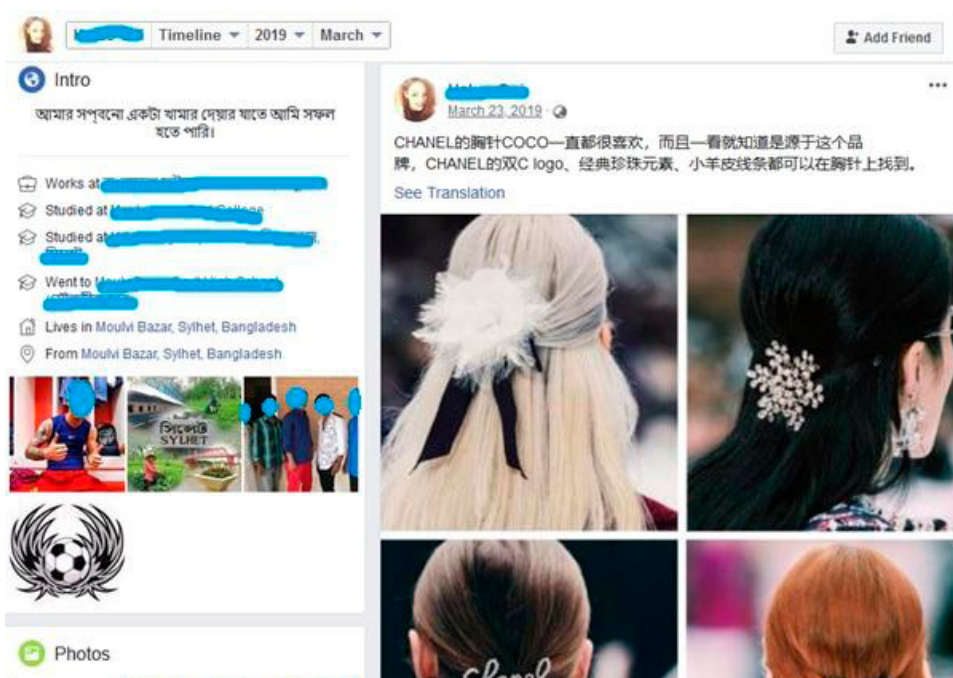 Timeline 2019 March
Add Friend
Intro
আমার সপ্বনো একটা খামার দেয়ার যাতে আমি সফল
হতে পারি।
Works at
Studied at
Studied at
Went to
Lives in Moulvi Bazar, Sylhet, Bangladesh
From Moulvi Bazar, Sylhet, Bangladesh
সিলেট
SYLHET
Photos
March 23, 2019
CHANEL的胸针COCO一直都很喜欢，而且一看就知道是源于这个品
牌，CHANEL的双C logo、经典珍珠元素、小羊皮线条都可以在胸针上找到。
See Translation
Chanel